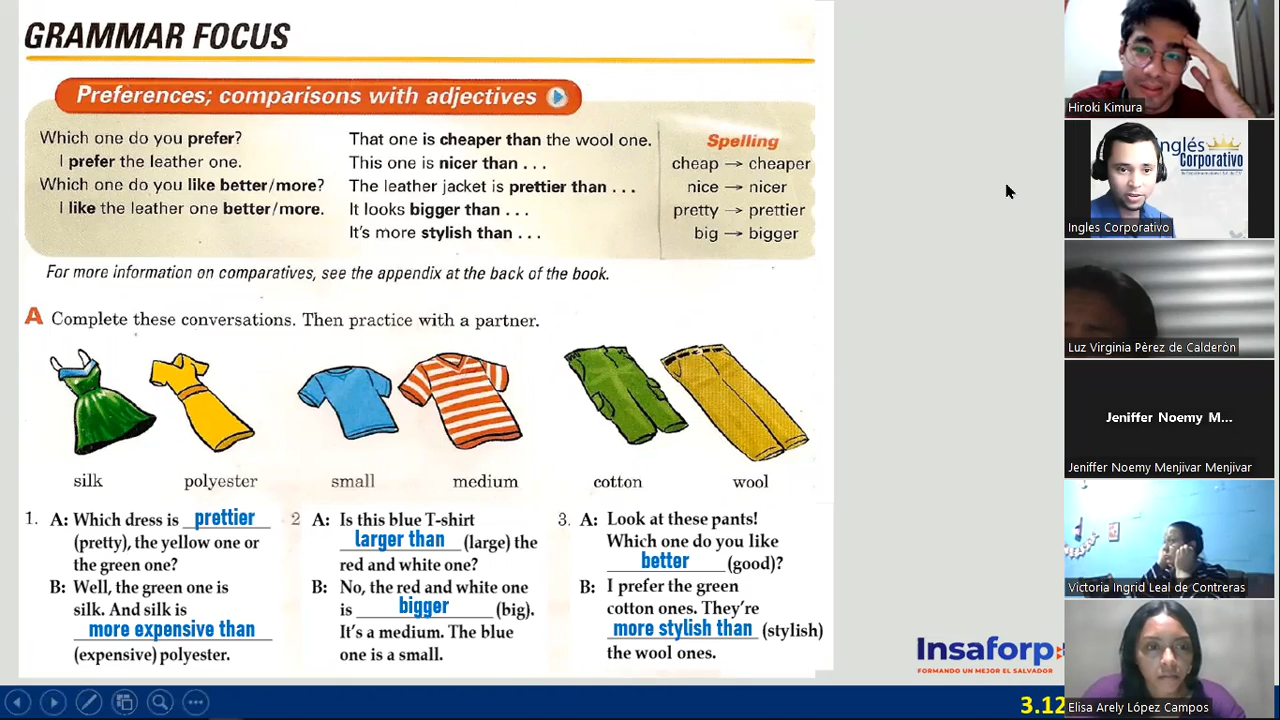 GRAMMAR FOCUS
Preferences; comparisons with adjectives
Which one do you prefer?
I prefer the leather one.
Which one do you like better/more?
I like the leather one better/more.
That one is cheaper than the wool one.
This one is nicer than . . .
The leather jacket is prettier than . . .
It looks bigger than . . .
It's more stylish than . . .
Spelling
cheap → cheaper
nice → nicer
pretty → prettier
big → bigger
For more information on comparatives, see the appendix at the back of the book.
A Complete these conversations. Then practice with a partner.
silk
polyester
small
medium
cotton
wool
1. A: Which dress is prettier
(pretty), the yellow one or
the green one?
B: Well, the green one is
silk. And silk is
more expensive than
(expensive) polyester.
2 A: Is this blue T-shirt
larger than (large) the
red and white one?
B: No, the red and white one
is bigger (big).
It's a medium. The blue
one is a small.
3. A: Look at these pants!
Which one do you like
better (good)?
B: I prefer the green
cotton ones. They're
more stylish than (stylish)
the wool ones.
Insaforp
FORMANDO UN MEJOR EL SALVADOR
3.12
Hiroki Kimura
Inglés
Corporativo
Ingles Corporativo
Luz Virginia Pèrez de Calderòn
Jeniffer Noemy M...
Jeniffer Noemy Menjivar Menjivar
Victoria Ingrid Leal de Contreras
Elisa Arely López Campos